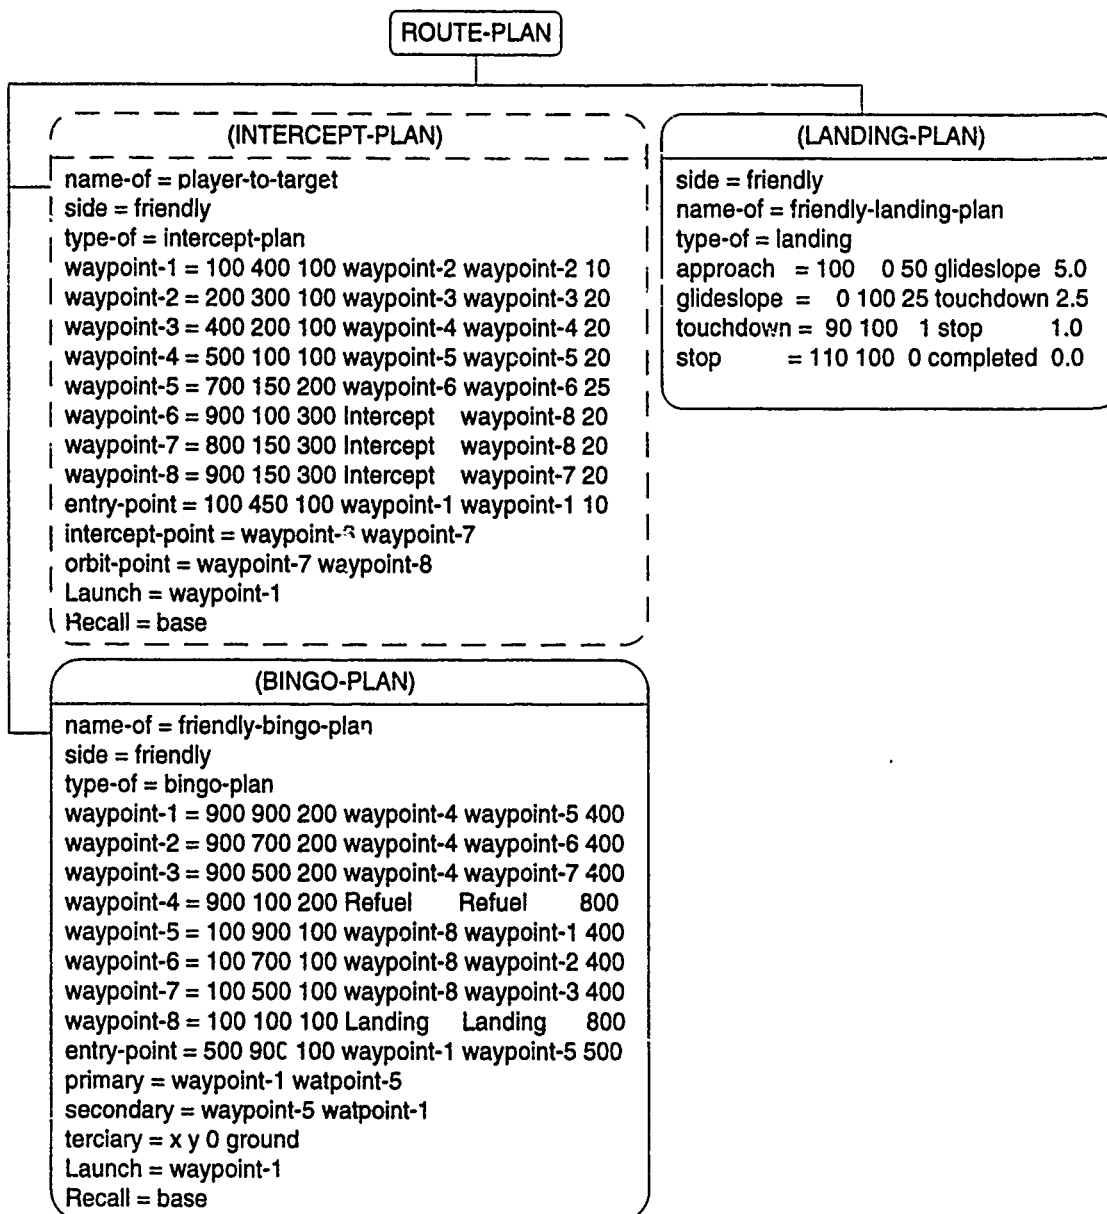 ROUTE-PLAN
(INTERCEPT-PLAN)
name-of = player-to-target
side = friendly
type-of = intercept-plan
waypoint-1 = 100 400 100 waypoint-2 waypoint-2 10
waypoint-2 = 200 300 100 waypoint-3 waypoint-3 20
waypoint-3 = 400 200 100 waypoint-4 waypoint-4 20
waypoint-4 = 500 100 100 waypoint-5 waypoint-5 20
waypoint-5 = 700 150 200 waypoint-6 waypoint-6 25
waypoint-6 = 900 100 300 Intercept waypoint-8 20
waypoint-7 = 800 150 300 Intercept waypoint-8 20
waypoint-8 = 900 150 300 Intercept waypoint-7 20
entry-point = 100 450 100 waypoint-1 waypoint-1 10
intercept-point = waypoint-7
orbit-point = waypoint-7 waypoint-8
Launch = waypoint-1
Recall = base
(LANDING-PLAN)
side = friendly
name-of = friendly-landing-plan
type-of = landing
approach = 100 0 50 glideslope 5.0
glideslope = 0 100 25 touchdown 2.5
touchdown = 90 100 1 stop 1.0
stop = 110 100 0 completed 0.0
(BINGO-PLAN)
name-of = friendly-bingo-plan
side = friendly
type-of = bingo-plan
waypoint-1 = 900 900 200 waypoint-4 waypoint-5 400
waypoint-2 = 900 700 200 waypoint-4 waypoint-6 400
waypoint-3 = 900 500 200 waypoint-4 waypoint-7 400
waypoint-4 = 900 100 200 Refuel Refuel 800
waypoint-5 = 100 900 100 waypoint-8 waypoint-1 400
waypoint-6 = 100 700 100 waypoint-8 waypoint-2 400
waypoint-7 = 100 500 100 waypoint-8 waypoint-3 400
waypoint-8 = 100 100 100 Landing Landing 800
entry-point = 500 900 100 waypoint-1 waypoint-5 500
primary = waypoint-1 watpoint-5
secondary = waypoint-5 watpoint-1
terciary = x y 0 ground
Launch = waypoint-1
Recall = base